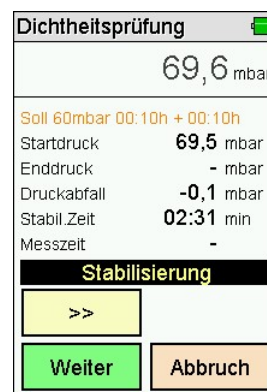 Dichtheitsprüfung
69,6 mbar
Soll 60mbar 00:10h + 00:10h
Startdruck 69,5 mbar
Enddruck - mbar
Druckabfall -0,1 mbar
Stabil.Zeit 02:31 min
Messzeit -
Stabilisierung
>>
Weiter Abbruch